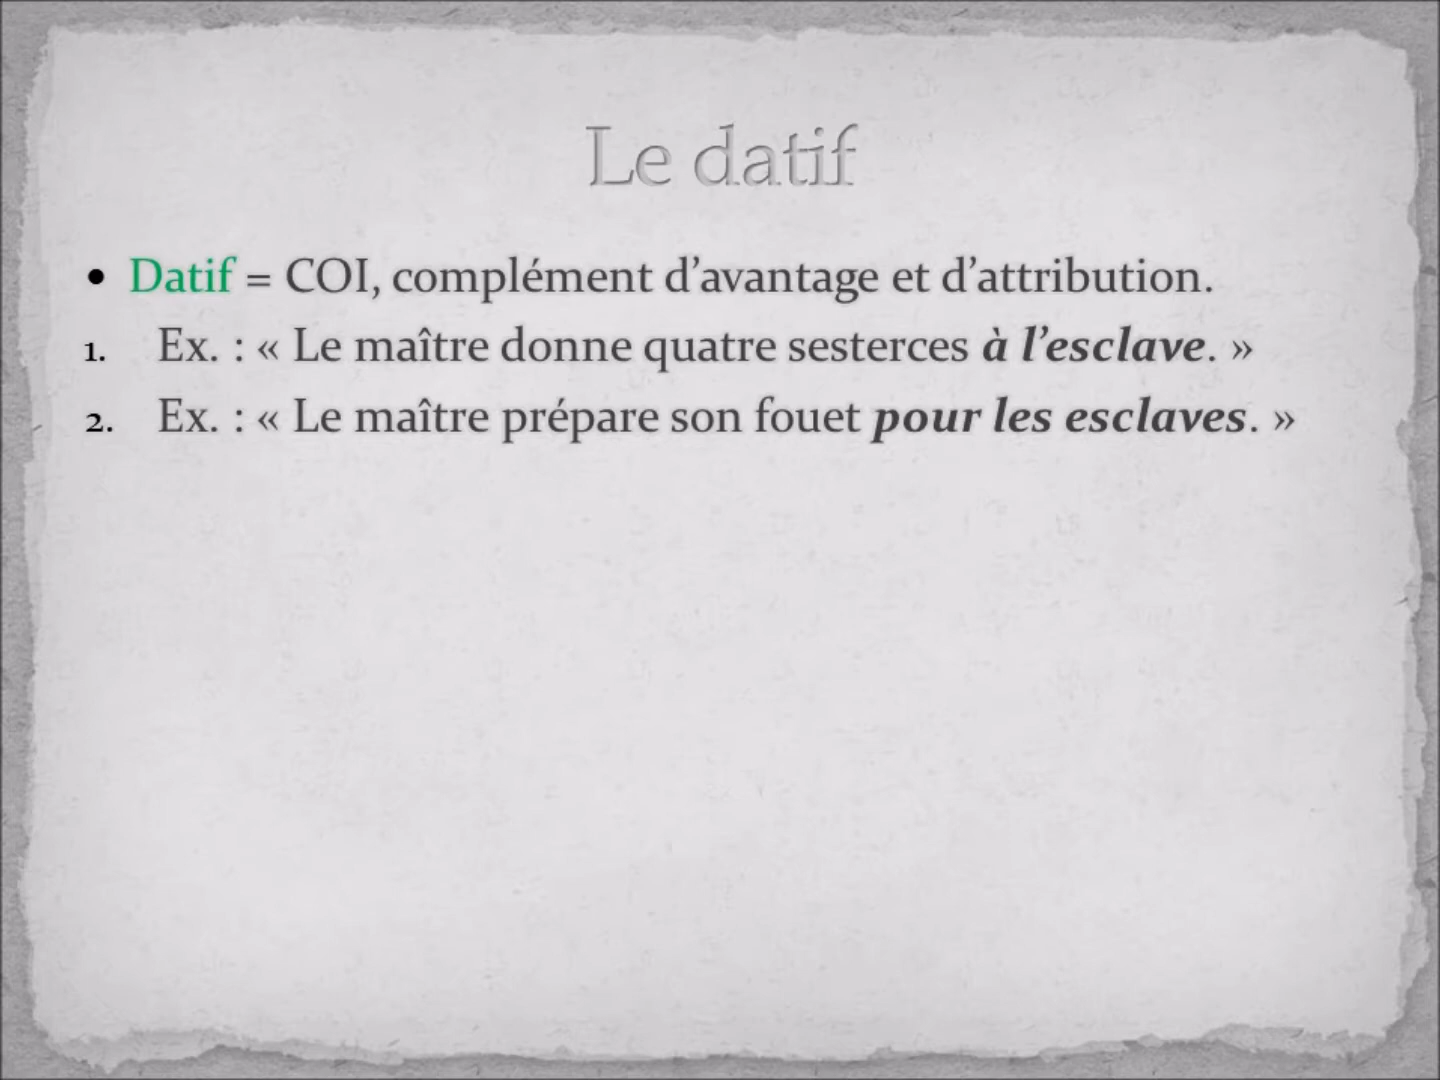 Le datif
• Datif = COI, complément d’avantage et d’attribution.
1. Ex. : « Le maître donne quatre sesterces à l’esclave. »
2. Ex. : « Le maître prépare son fouet pour les esclaves. »